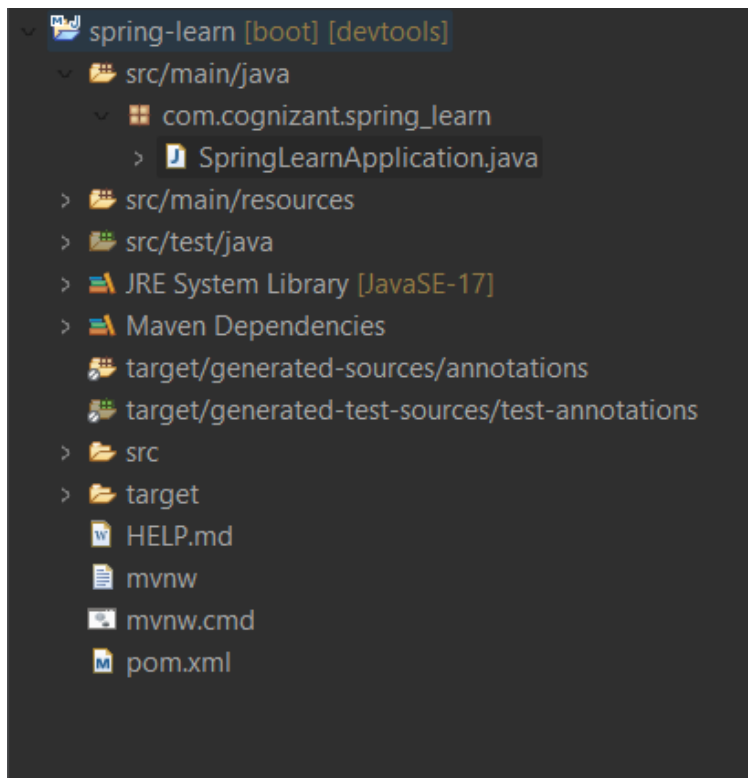 spring-learn [boot] [devtools]
src/main/java
com.cognizant.spring_learn
SpringLearnApplication.java
src/main/resources
src/test/java
JRE System Library [JavaSE-17]
Maven Dependencies
target/generated-sources/annotations
target/generated-test-sources/test-annotations
src
target
HELP.md
mvnw
mvnw.cmd
pom.xml